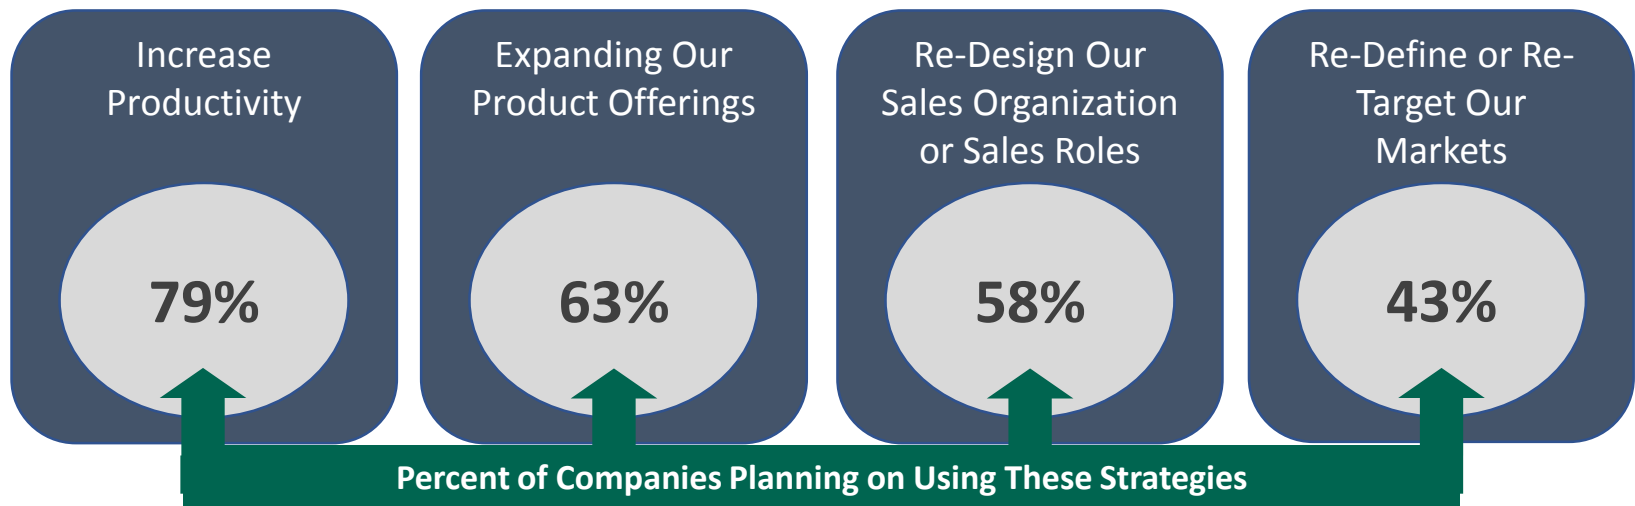 Increase
Productivity
79%
Expanding Our
Product Offerings
63%
Re-Design Our
Sales Organization
or Sales Roles
58%
Re-Define or Re-
Target Our
Markets
43%
Percent of Companies Planning on Using These Strategies